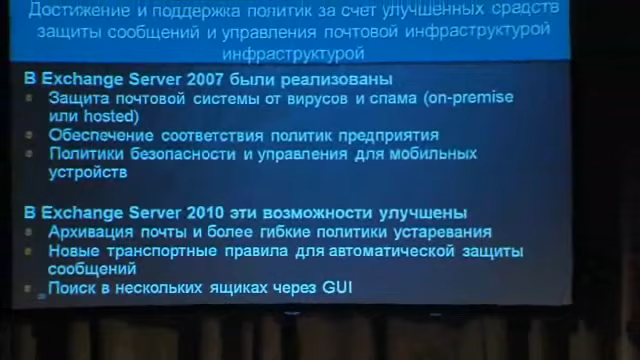 Достижение и поддержка политик за счет улучшенных средств
защиты сообщений и управления почтовой инфраструктурой
инфраструктурой
В Exchange Server 2007 были реализованы
Защита почтовой системы от вирусов и спама (on-premise
или hosted)
Обеспечение соответствия политик предприятия
Политики безопасности и управления для мобильных
устройств
В Exchange Server 2010 эти возможности улучшены
Архивация почты и более гибкие политики устаревания
Новые транспортные правила для автоматической защиты
сообщений
Поиск в нескольких ящиках через GUI